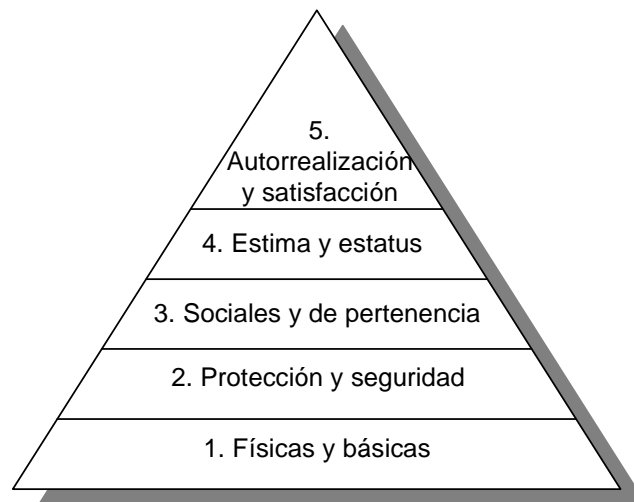 5.
Autorrealización
y satisfacción
4. Estima y estatus
3. Sociales y de pertenencia
2. Protección y seguridad
1. Físicas y básicas